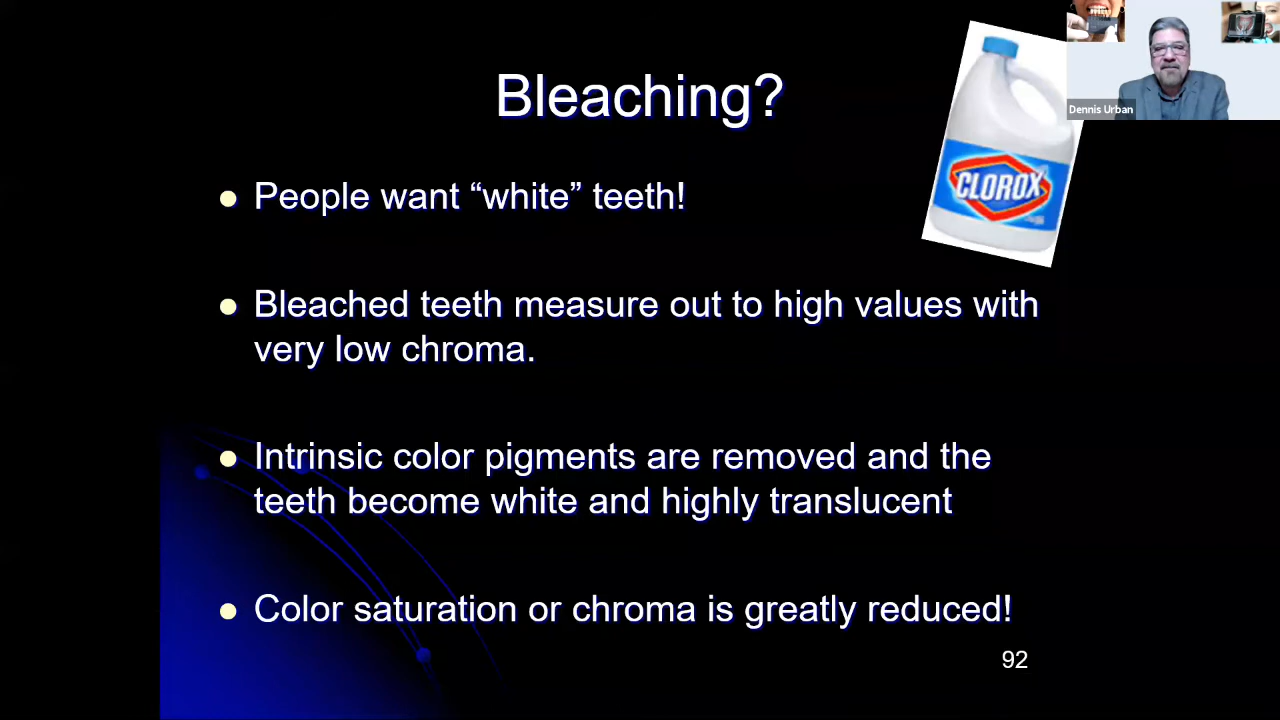 Bleaching?
Dennis Urban
CLOROX
People want “white” teeth!
Bleached teeth measure out to high values with
very low chroma.
Intrinsic color pigments are removed and the
teeth become white and highly translucent
Color saturation or chroma is greatly reduced!
92